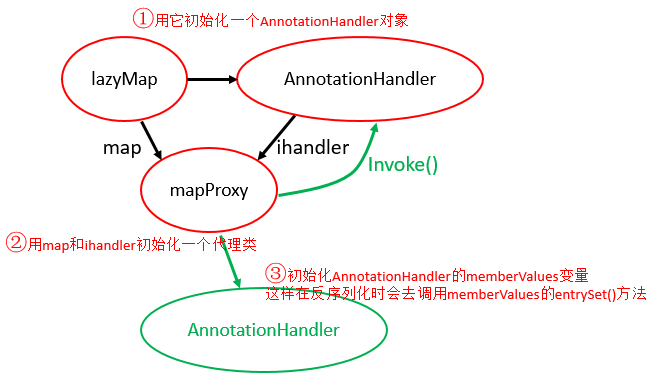 ①用它初始化一个AnnotationHandler对象
lazyMap
AnnotationHandler
map
ihandler
Invoke()
mapProxy
②用map和ihandler初始化一个代理类
③初始化AnnotationHandler的memberValues变量
这样在反序列化时会去调用memberValues的entrySet()方法
AnnotationHandler